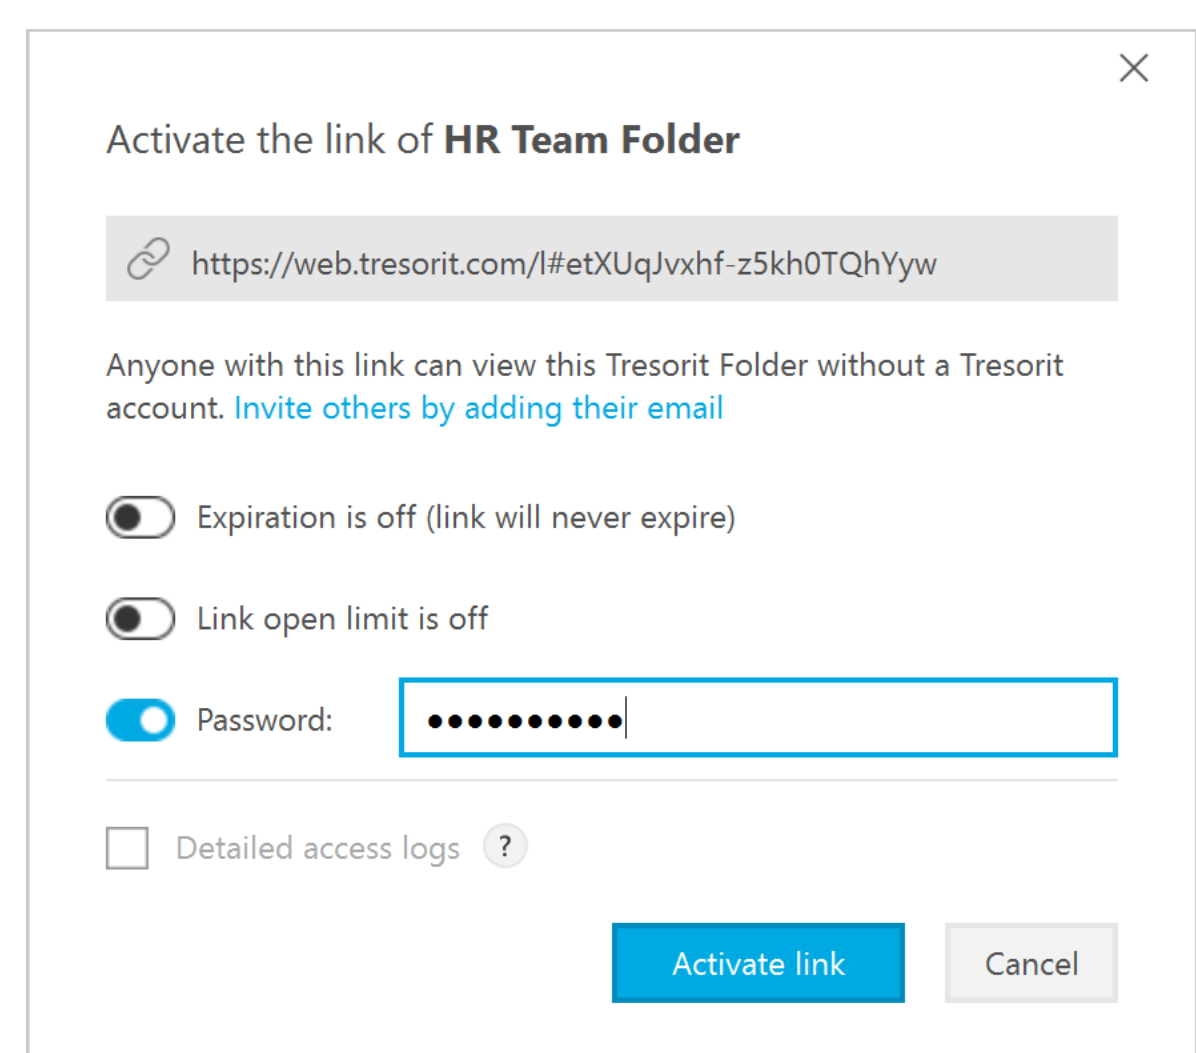 Activate the link of HR Team Folder
https://web.tresorit.com/l#etXUqJvxhf-z5kh0TQhYyw
Anyone with this link can view this Tresorit Folder without a Tresorit
account. Invite others by adding their email
Expiration is off (link will never expire)
Link open limit is off
Password: ●●●●●●●●●●
Detailed access logs ?
Activate link Cancel